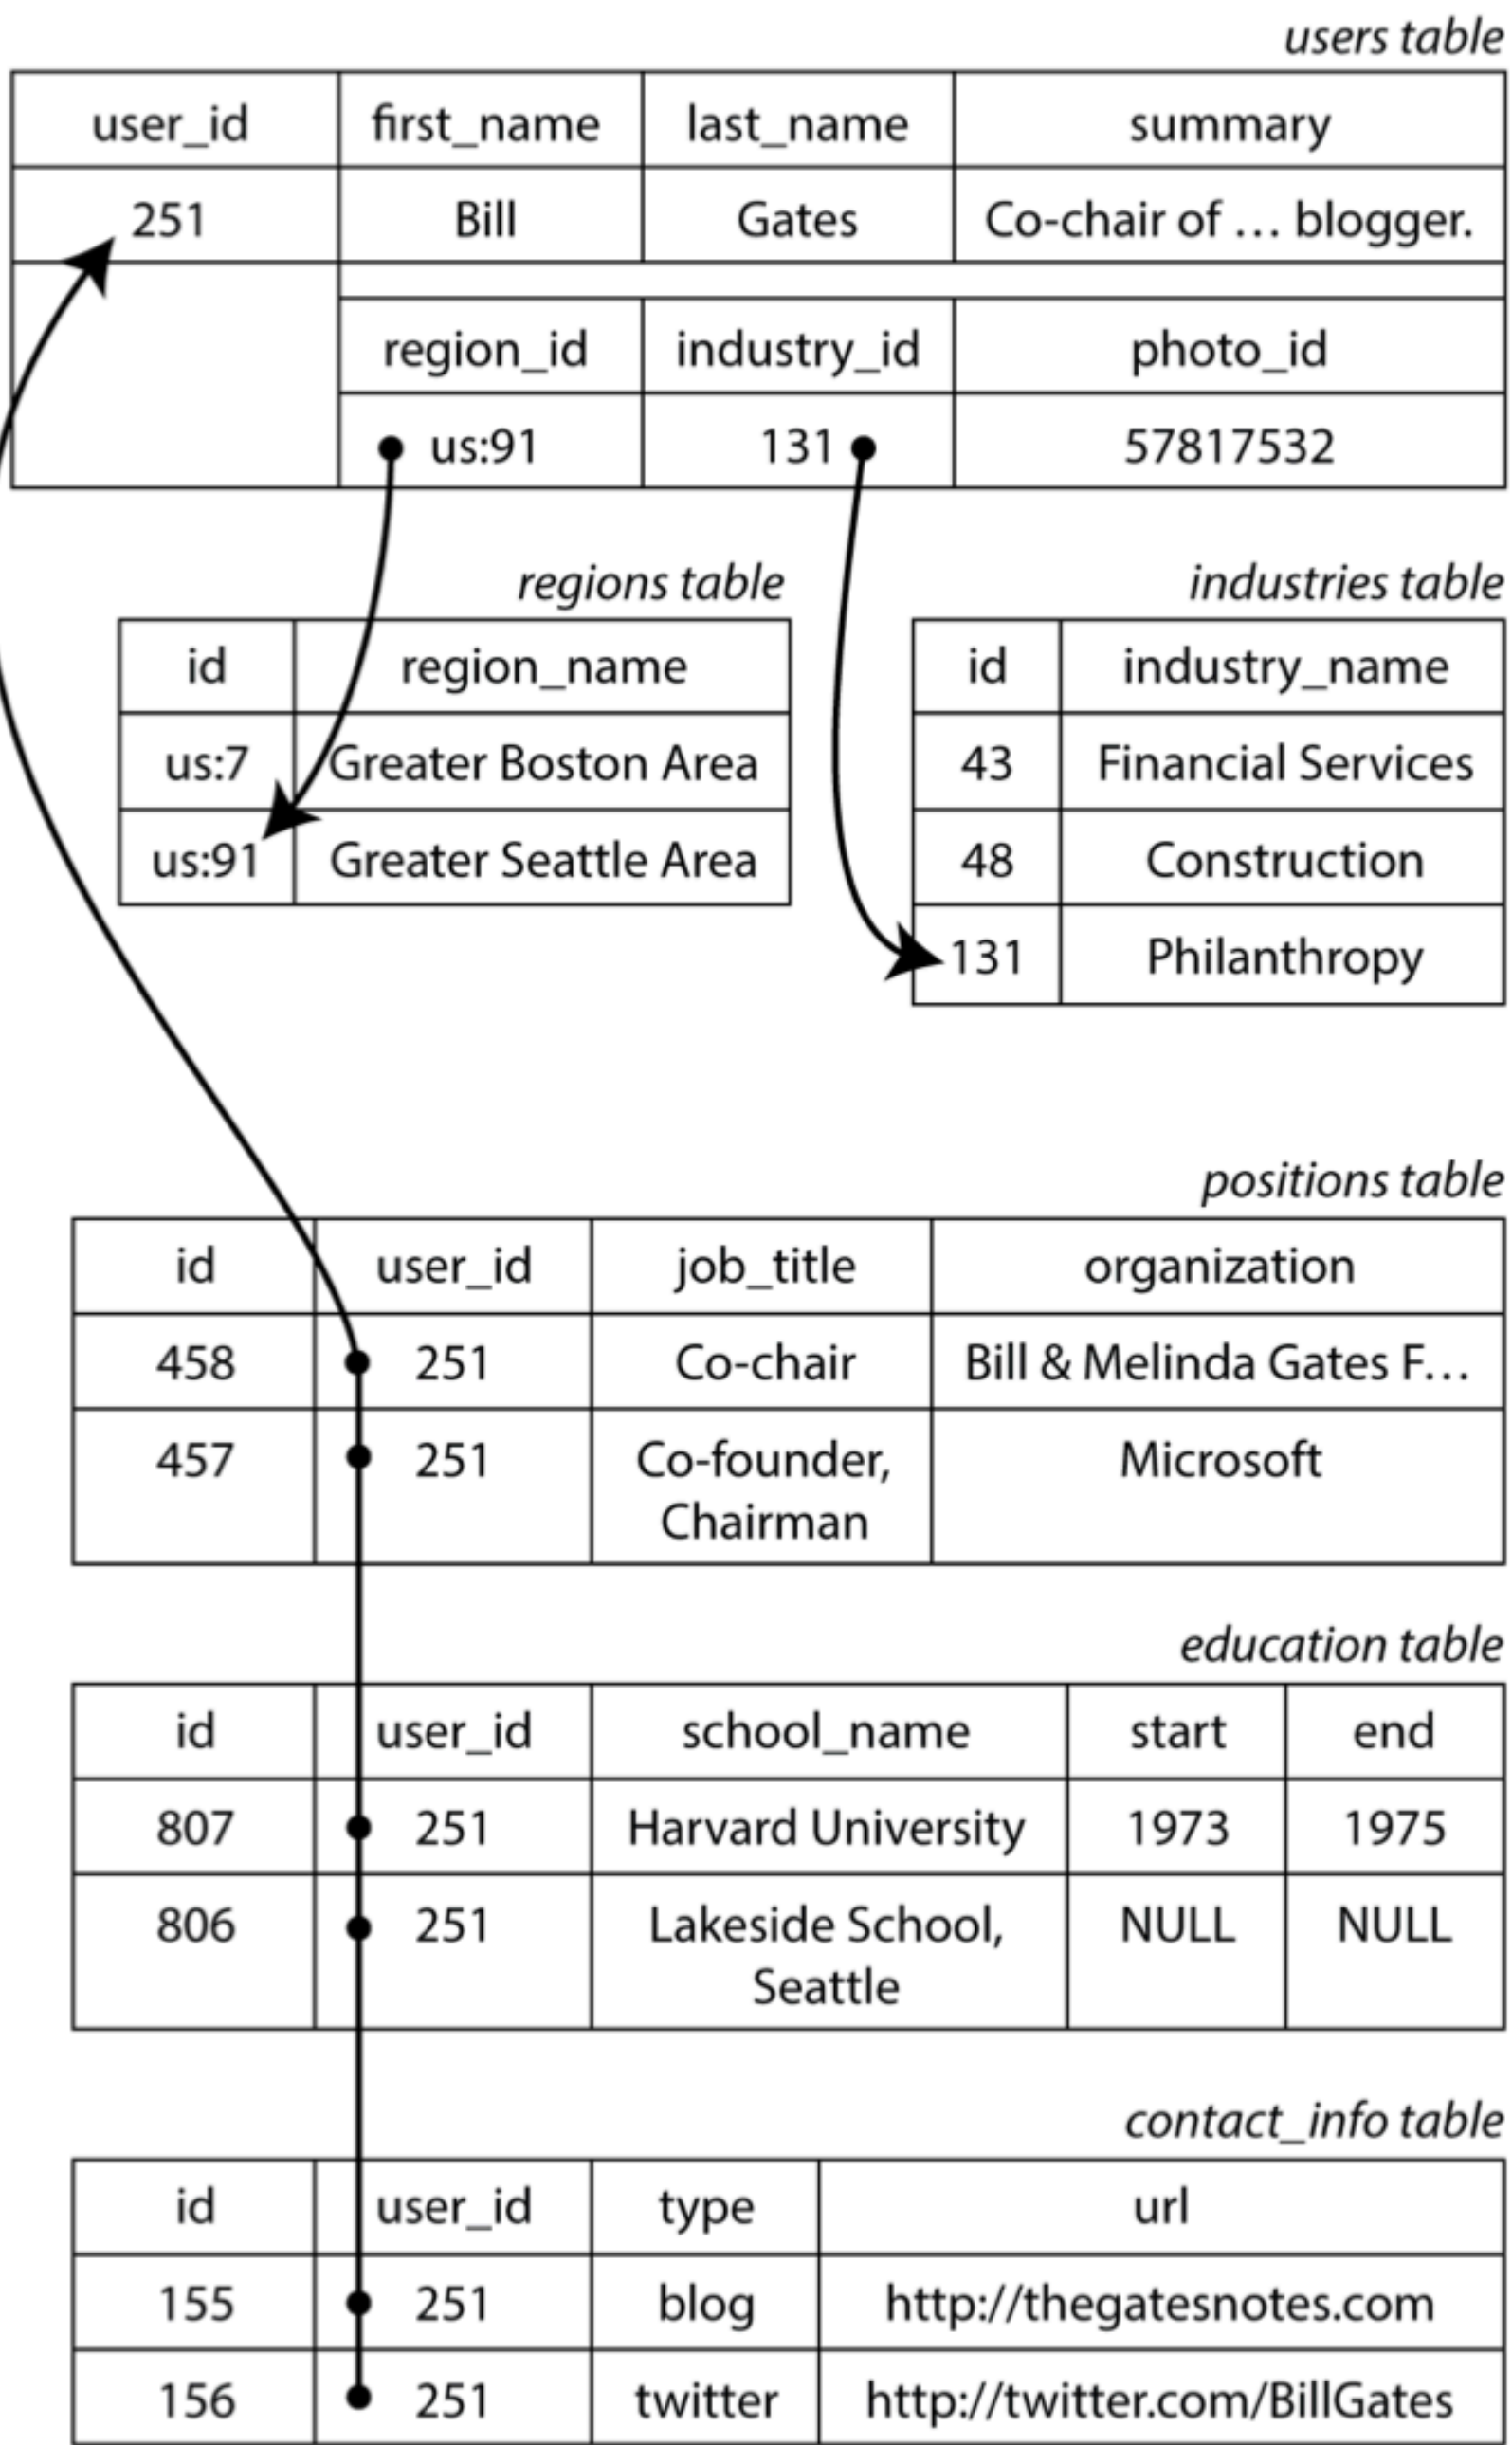 users table
user_id first_name last_name summary
251 Bill Gates Co-chair of … blogger.
region_id industry_id photo_id
us:91 131 57817532
regions table
id region_name
us:7 Greater Boston Area
us:91 Greater Seattle Area
industries table
id industry_name
43 Financial Services
48 Construction
131 Philanthropy
positions table
id user_id job_title organization
458 251 Co-chair Bill & Melinda Gates F…
457 251 Co-founder, Microsoft
Chairman
education table
id user_id school_name start end
807 251 Harvard University 1973 1975
806 251 Lakeside School, NULL NULL
Seattle
contact_info table
id user_id type url
155 251 blog http://thegatesnotes.com
156 251 twitter http://twitter.com/BillGates